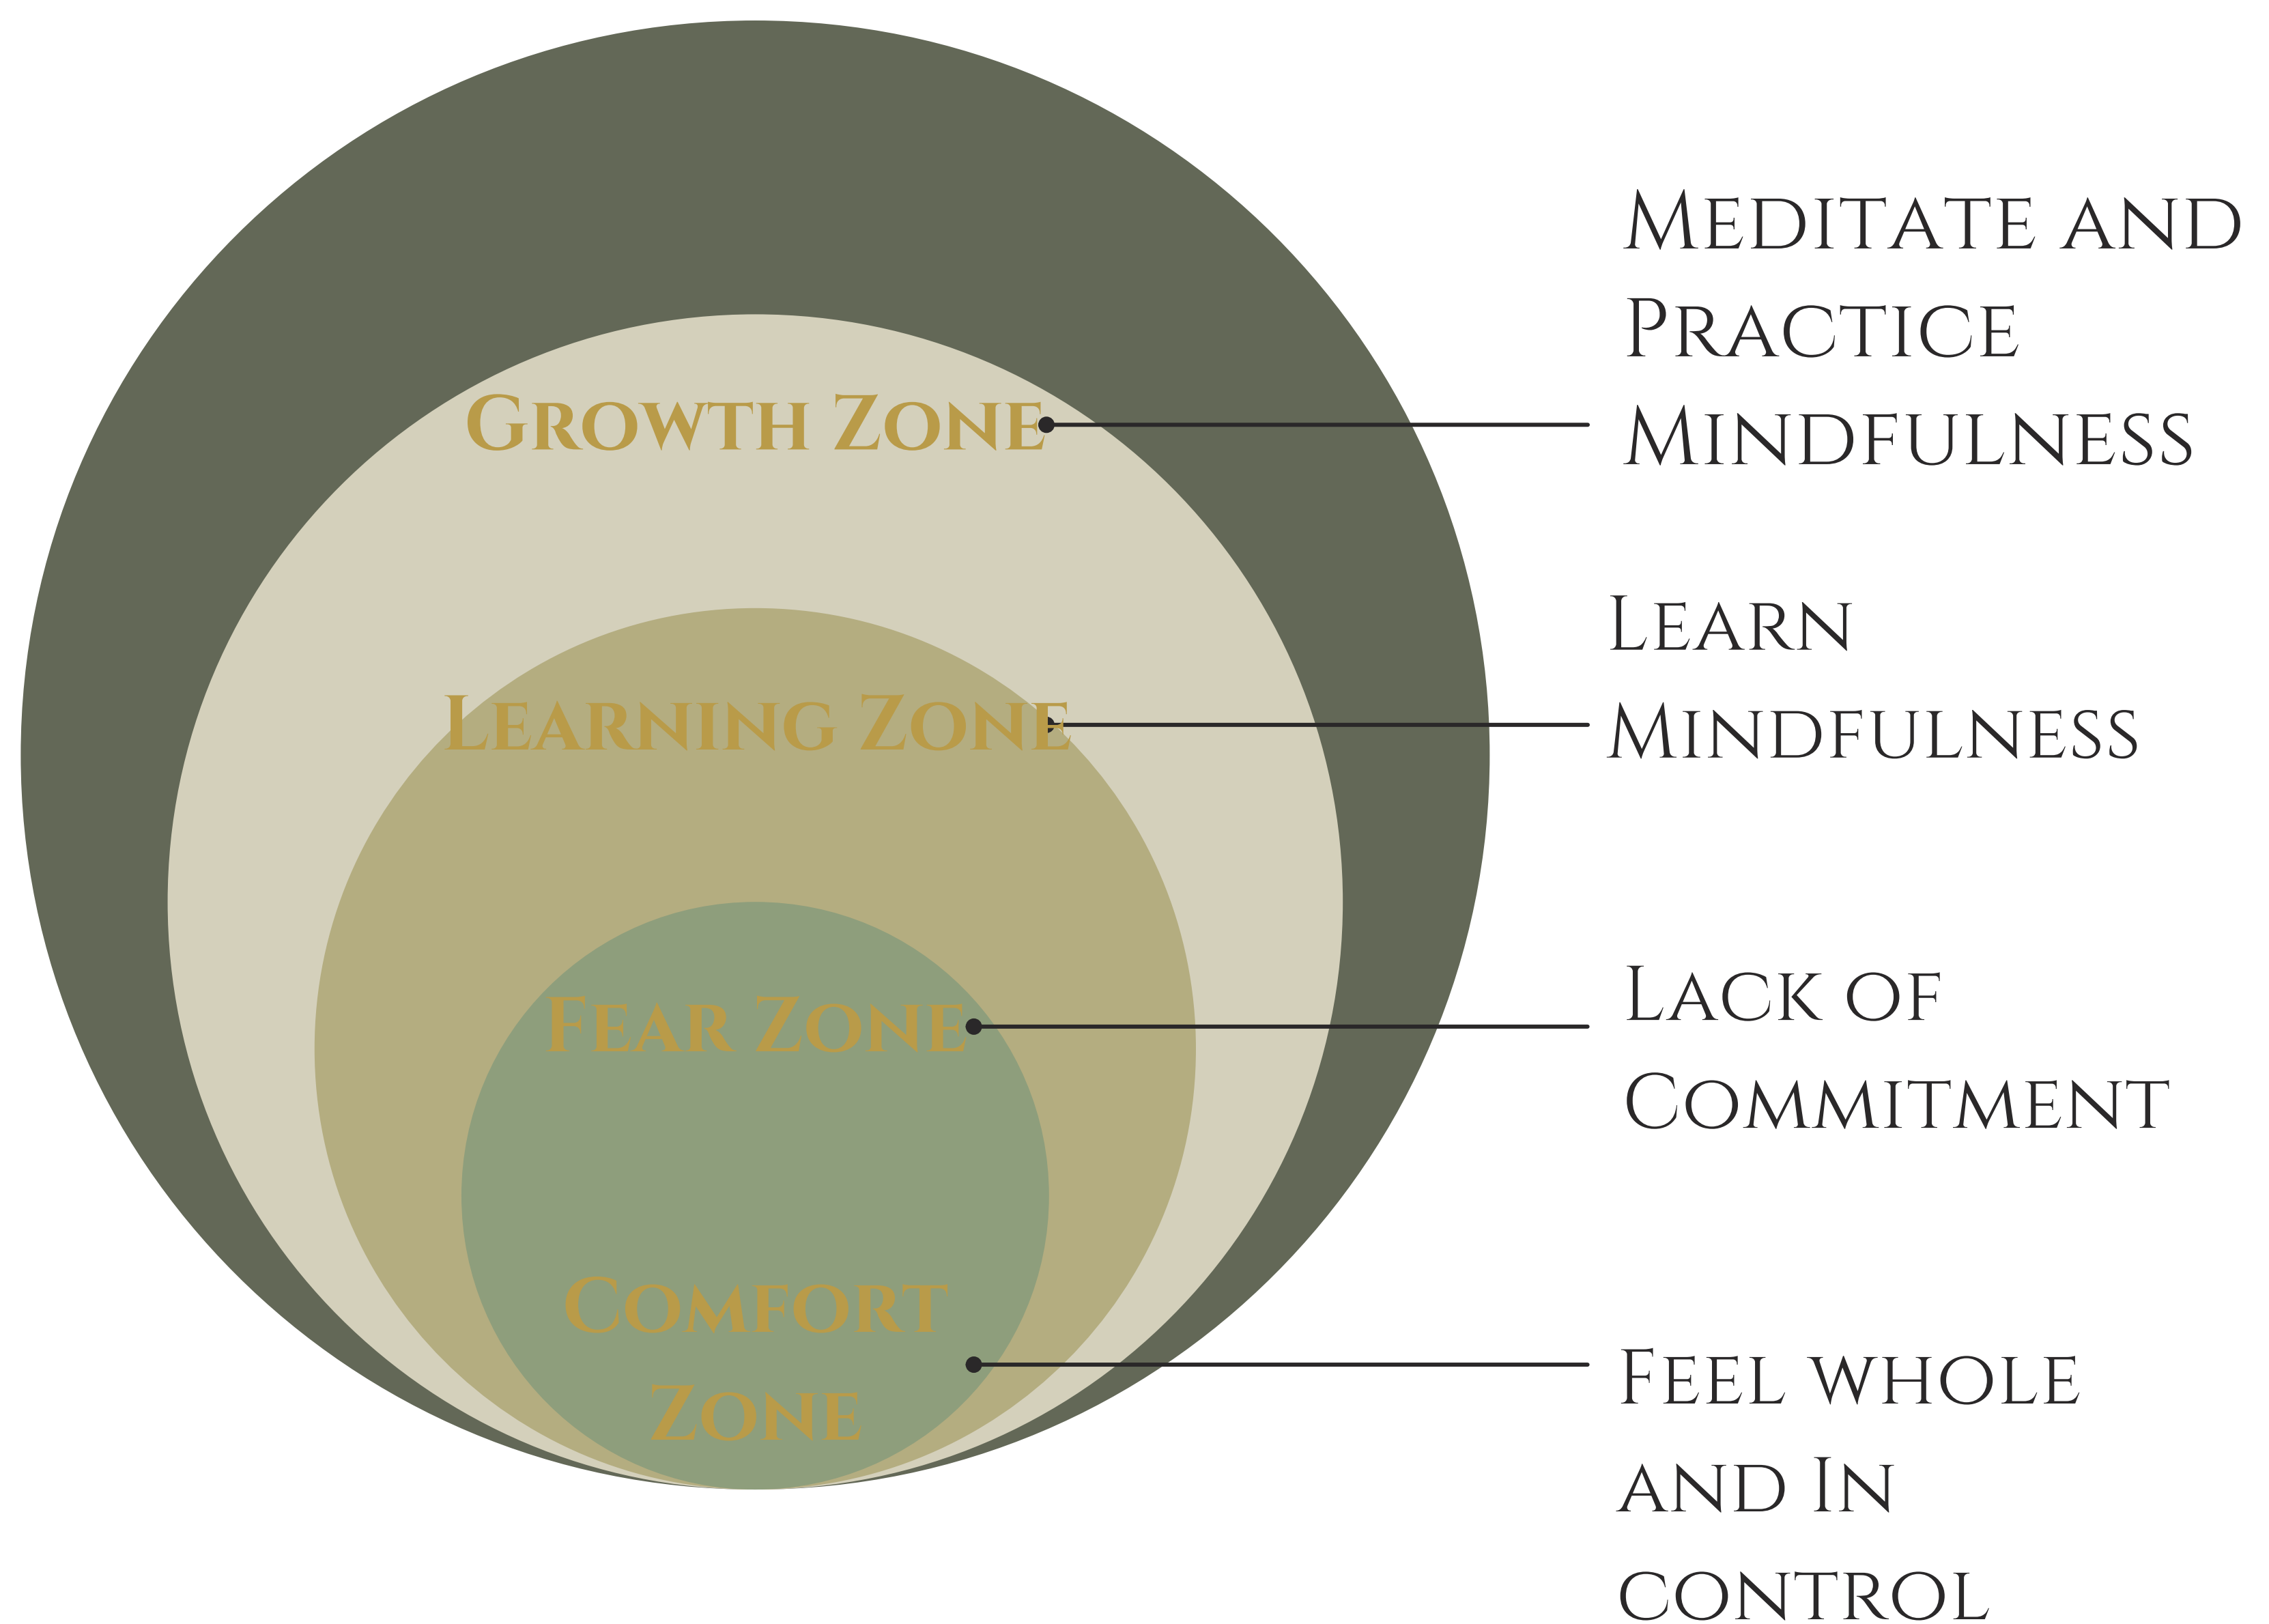 Growth Zone
Meditate and
Practice
Mindfulness
Learning Zone
Learn
Mindfulness
Fear Zone
Lack of
Commitment
Comfort
Zone
Feel whole
and In
control